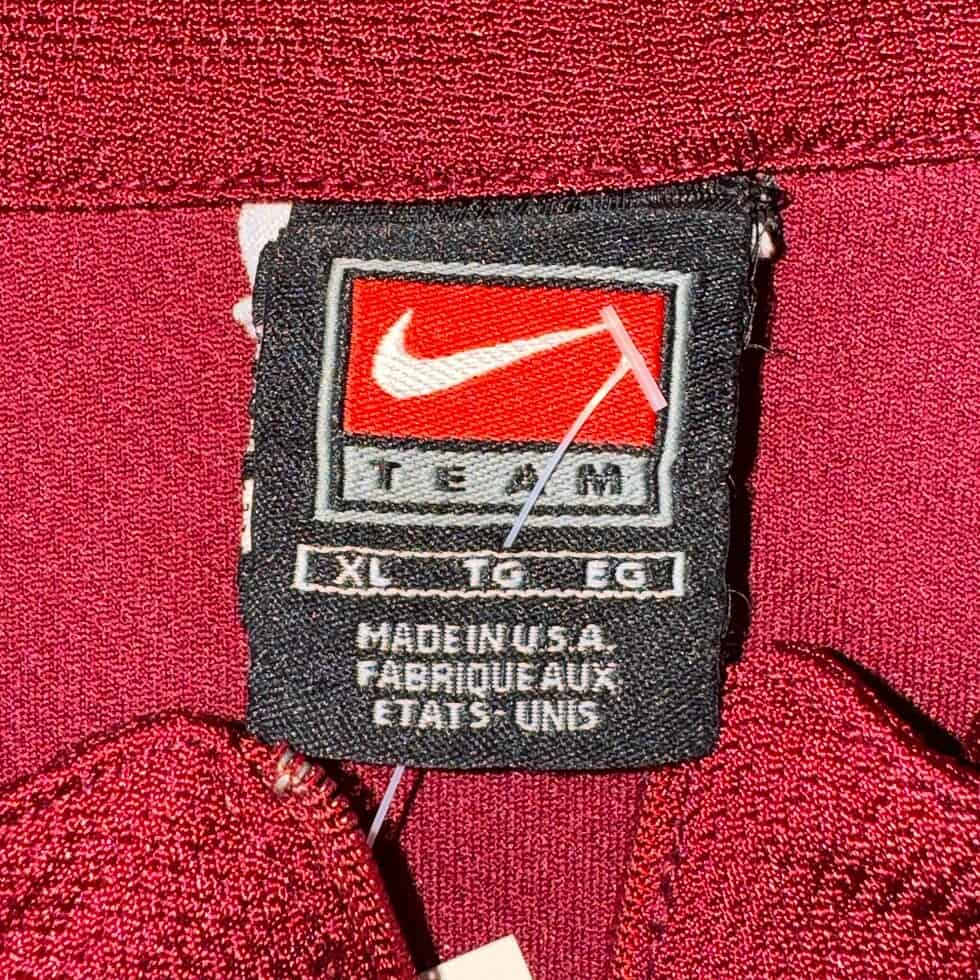 TEAM
XL TG EG
MADE IN U.S.A.
FABRIQUE AUX
ETATS-UNIS